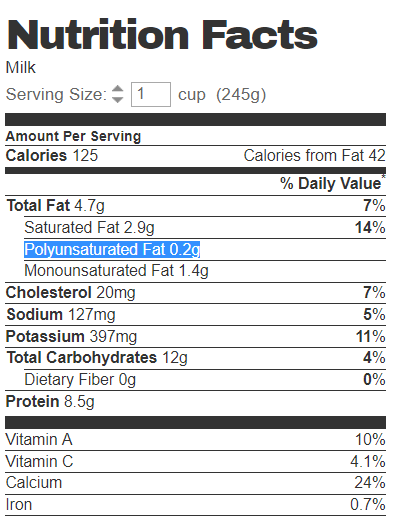 Nutrition Facts
Milk
Serving Size: 1 cup (245g)
Amount Per Serving
Calories 125 Calories from Fat 42
% Daily Value*
Total Fat 4.7g 7%
Saturated Fat 2.9g 14%
Polyunsaturated Fat 0.2g
Monounsaturated Fat 1.4g
Cholesterol 20mg 7%
Sodium 127mg 5%
Potassium 397mg 11%
Total Carbohydrates 12g 4%
Dietary Fiber 0g 0%
Protein 8.5g
Vitamin A 10%
Vitamin C 4.1%
Calcium 24%
Iron 0.7%